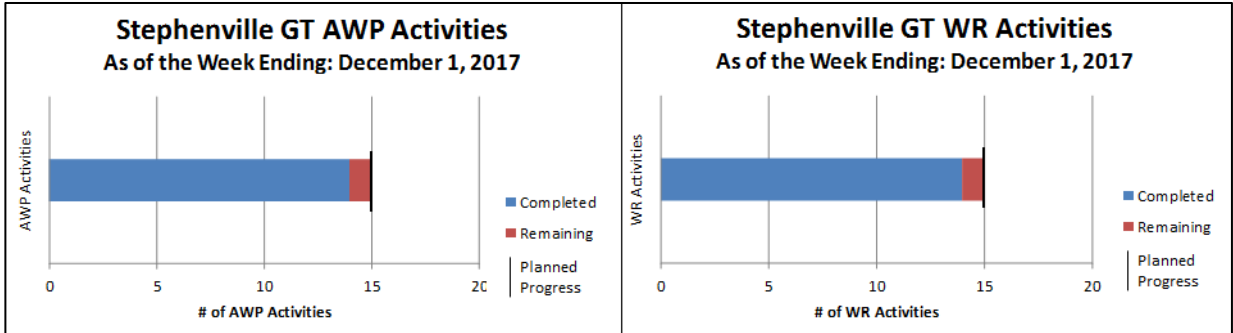 Stephenville GT AWP Activities
As of the Week Ending: December 1, 2017
AWP Activities
Completed
Remaining
Planned
Progress
0 5 10 15 20
# of AWP Activities
Stephenville GT WR Activities
As of the Week Ending: December 1, 2017
WR Activities
Completed
Remaining
Planned
Progress
0 5 10 15 20
# of WR Activities